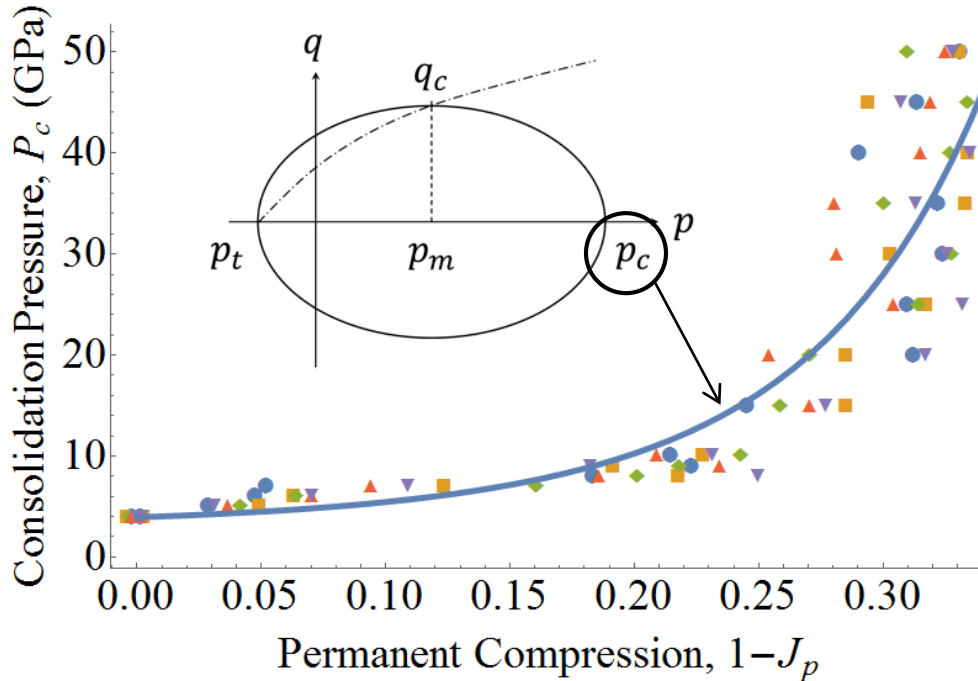 Consolidation Pressure, P_c (GPa)
50
40
30
20
10
0
q
q_c
p
p_t
p_m
p_c
0.00 0.05 0.10 0.15 0.20 0.25 0.30
Permanent Compression, 1−J_p